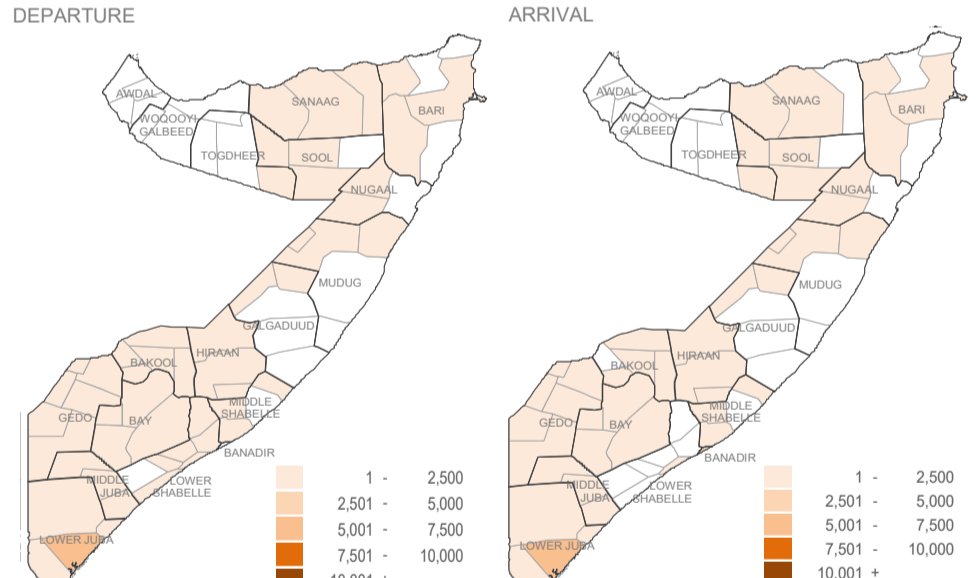 DEPARTURE
AWDAL
WOQOOYI
GALBEED
TOGDHEER
SANAAG
SOOL
BARI
NUGAAL
MUDUG
GALGADUUD
HIRAAN
BAKOOL
GEDO
BAY
MIDDLE
SHABELLE
BANADIR
MIDDLE
JUBA
LOWER
SHABELLE
LOWER JUBA
1 - 2,500
2,501 - 5,000
5,001 - 7,500
7,501 - 10,000
10,001 +
ARRIVAL
AWDAL
WOQOOYI
GALBEED
TOGDHEER
SANAAG
SOOL
BARI
NUGAAL
MUDUG
GALGADUUD
HIRAAN
BAKOOL
GEDO
BAY
MIDDLE
SHABELLE
BANADIR
MIDDLE
JUBA
LOWER
SHABELLE
LOWER JUBA
1 - 2,500
2,501 - 5,000
5,001 - 7,500
7,501 - 10,000
10,001 +